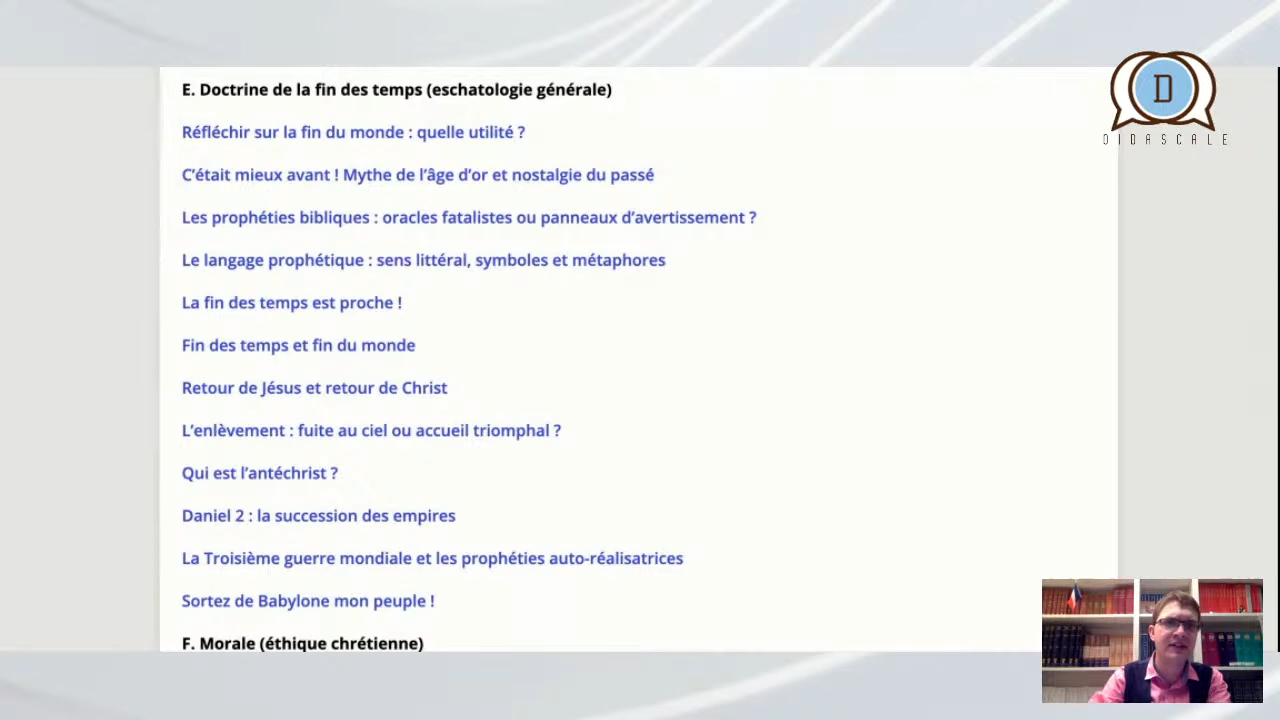 E. Doctrine de la fin des temps (eschatologie générale)
Réfléchir sur la fin du monde : quelle utilité ?
C’était mieux avant ! Mythe de l’âge d’or et nostalgie du passé
Les prophéties bibliques : oracles fatalistes ou panneaux d’avertissement ?
Le langage prophétique : sens littéral, symboles et métaphores
La fin des temps est proche !
Fin des temps et fin du monde
Retour de Jésus et retour de Christ
L’enlèvement : fuite au ciel ou accueil triomphal ?
Qui est l’antéchrist ?
Daniel 2 : la succession des empires
La Troisième guerre mondiale et les prophéties auto-réalisatrices
Sortez de Babylone mon peuple !
F. Morale (éthique chrétienne)
D
DIDASCALE